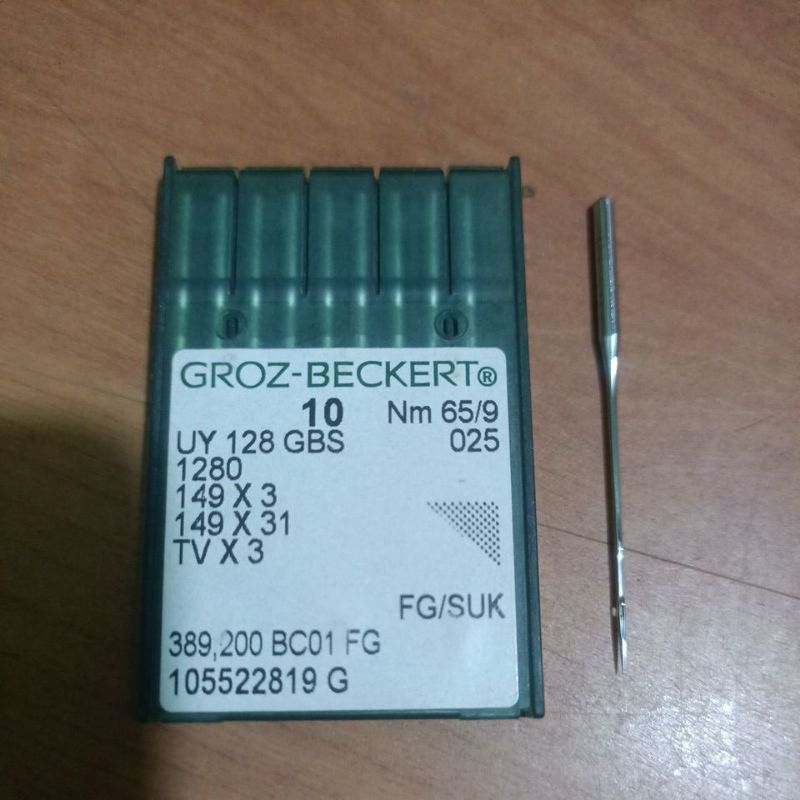 GROZ-BECKERT®
10 Nm 65/9
UY 128 GBS 025
1280
149 X 3
149 X 31
TV X 3
FG/SUK
389,200 BC01 FG
105522819 G